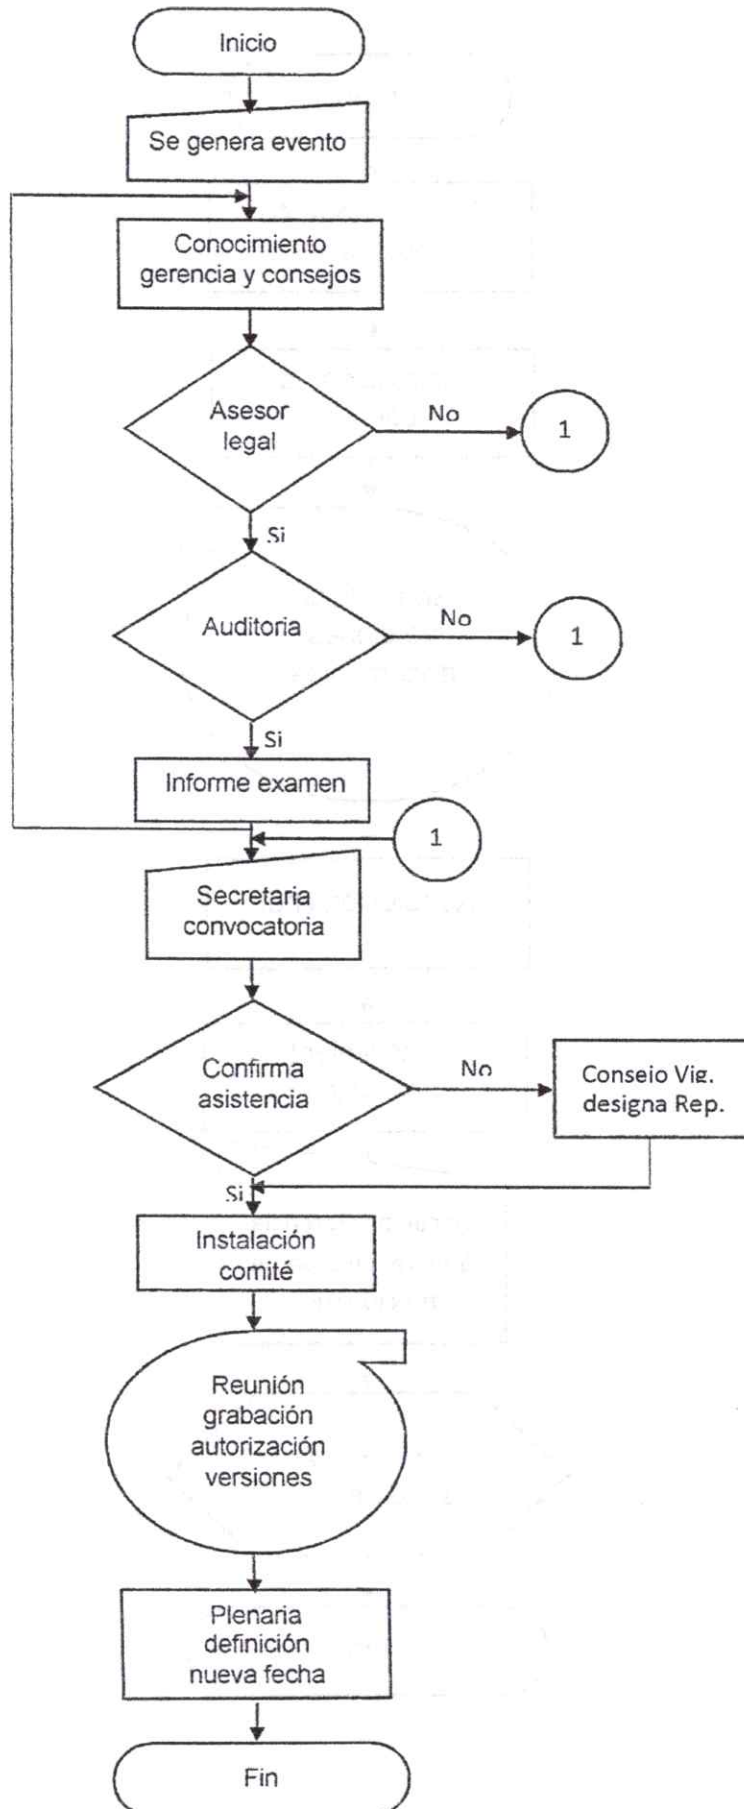 Inicio
Se genera evento
Conocimiento
gerencia y consejos
Asesor
legal
No
1
Si
Auditoria
No
1
Si
Informe examen
1
Secretaria
convocatoria
Confirma
asistencia
No
Consejo Vig.
designa Rep.
Si
Instalación
comité
Reunión
grabación
autorización
versiones
Plenaria
definición
nueva fecha
Fin